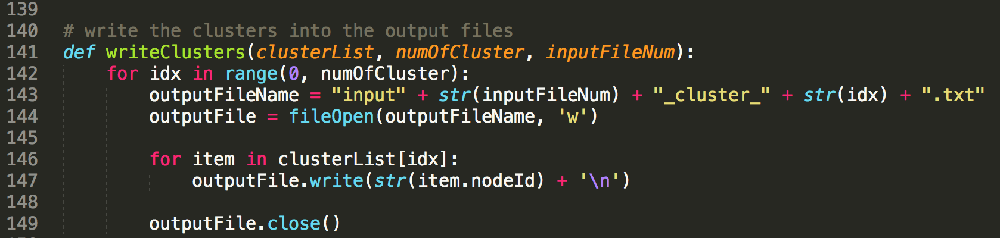 139
140 # write the clusters into the output files
141 def writeClusters(clusterList, numOfCluster, inputFileNum):
142     for idx in range(0, numOfCluster):
143         outputFileName = "input" + str(inputFileNum) + "_cluster_" + str(idx) + ".txt"
144         outputFile = fileOpen(outputFileName, 'w')
145
146         for item in clusterList[idx]:
147             outputFile.write(str(item.nodeId) + '\n')
148
149         outputFile.close()